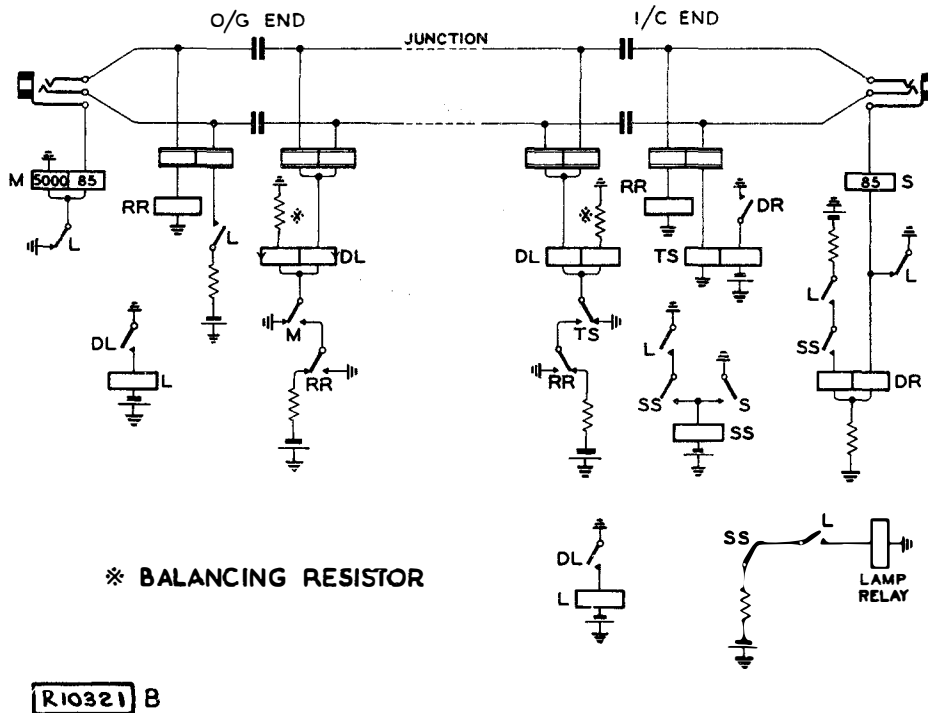 O/G END
I/C END
JUNCTION
M 5000 85
85 S
RR
RR
DR
L
L
※
※
DL
DL
TS
L
L
M
TS
DL
L
SS
L
RR
RR
SS
S
DR
SS
SS
L
DL
※ BALANCING RESISTOR
L
LAMP
RELAY
R10321 B